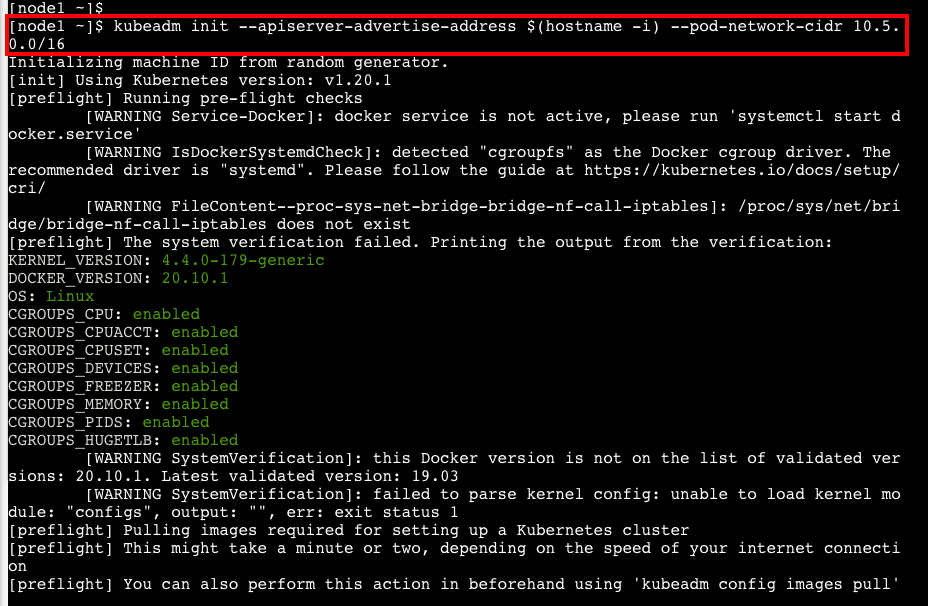 [node1 ~]$
[node1 ~]$ kubeadm init --apiserver-advertise-address $(hostname -i) --pod-network-cidr 10.5.
0.0/16
Initializing machine ID from random generator.
[init] Using Kubernetes version: v1.20.1
[preflight] Running pre-flight checks
        [WARNING Service-Docker]: docker service is not active, please run 'systemctl start d
ocker.service'
        [WARNING IsDockerSystemdCheck]: detected "cgroupfs" as the Docker cgroup driver. The
recommended driver is "systemd". Please follow the guide at https://kubernetes.io/docs/setup/
cri/
        [WARNING FileContent--proc-sys-net-bridge-bridge-nf-call-iptables]: /proc/sys/net/bri
dge/bridge-nf-call-iptables does not exist
[preflight] The system verification failed. Printing the output from the verification:
KERNEL_VERSION: 4.4.0-179-generic
DOCKER_VERSION: 20.10.1
OS: Linux
CGROUPS_CPU: enabled
CGROUPS_CPUACCT: enabled
CGROUPS_CPUSET: enabled
CGROUPS_DEVICES: enabled
CGROUPS_FREEZER: enabled
CGROUPS_MEMORY: enabled
CGROUPS_PIDS: enabled
CGROUPS_HUGETLB: enabled
        [WARNING SystemVerification]: this Docker version is not on the list of validated ver
sions: 20.10.1. Latest validated version: 19.03
        [WARNING SystemVerification]: failed to parse kernel config: unable to load kernel mo
dule: "configs", output: "", err: exit status 1
[preflight] Pulling images required for setting up a Kubernetes cluster
[preflight] This might take a minute or two, depending on the speed of your internet connecti
on
[preflight] You can also perform this action in beforehand using 'kubeadm config images pull'